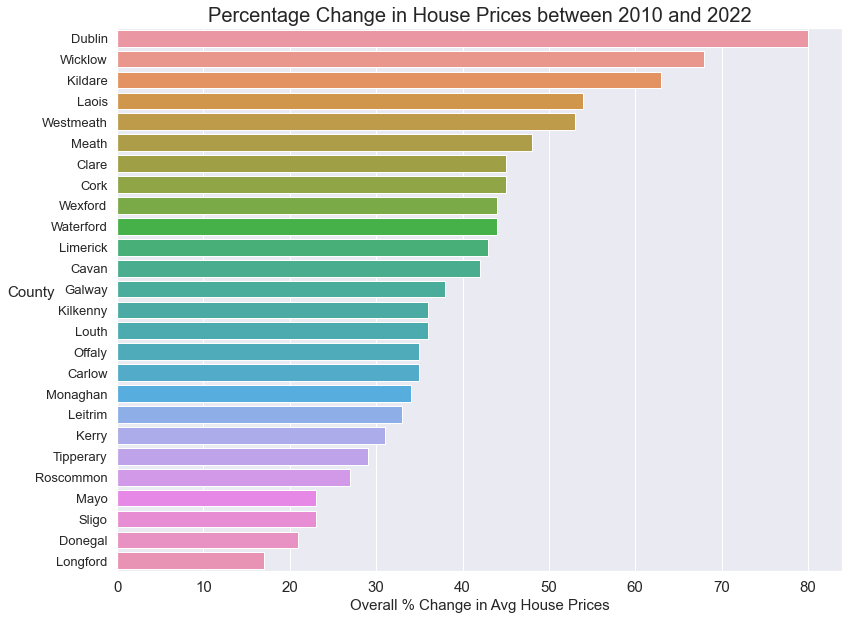 Percentage Change in House Prices between 2010 and 2022
Dublin
Wicklow
Kildare
Laois
Westmeath
Meath
Clare
Cork
Wexford
Waterford
Limerick
Cavan
County
Galway
Kilkenny
Louth
Offaly
Carlow
Monaghan
Leitrim
Kerry
Tipperary
Roscommon
Mayo
Sligo
Donegal
Longford
0 10 20 30 40 50 60 70 80
Overall % Change in Avg House Prices